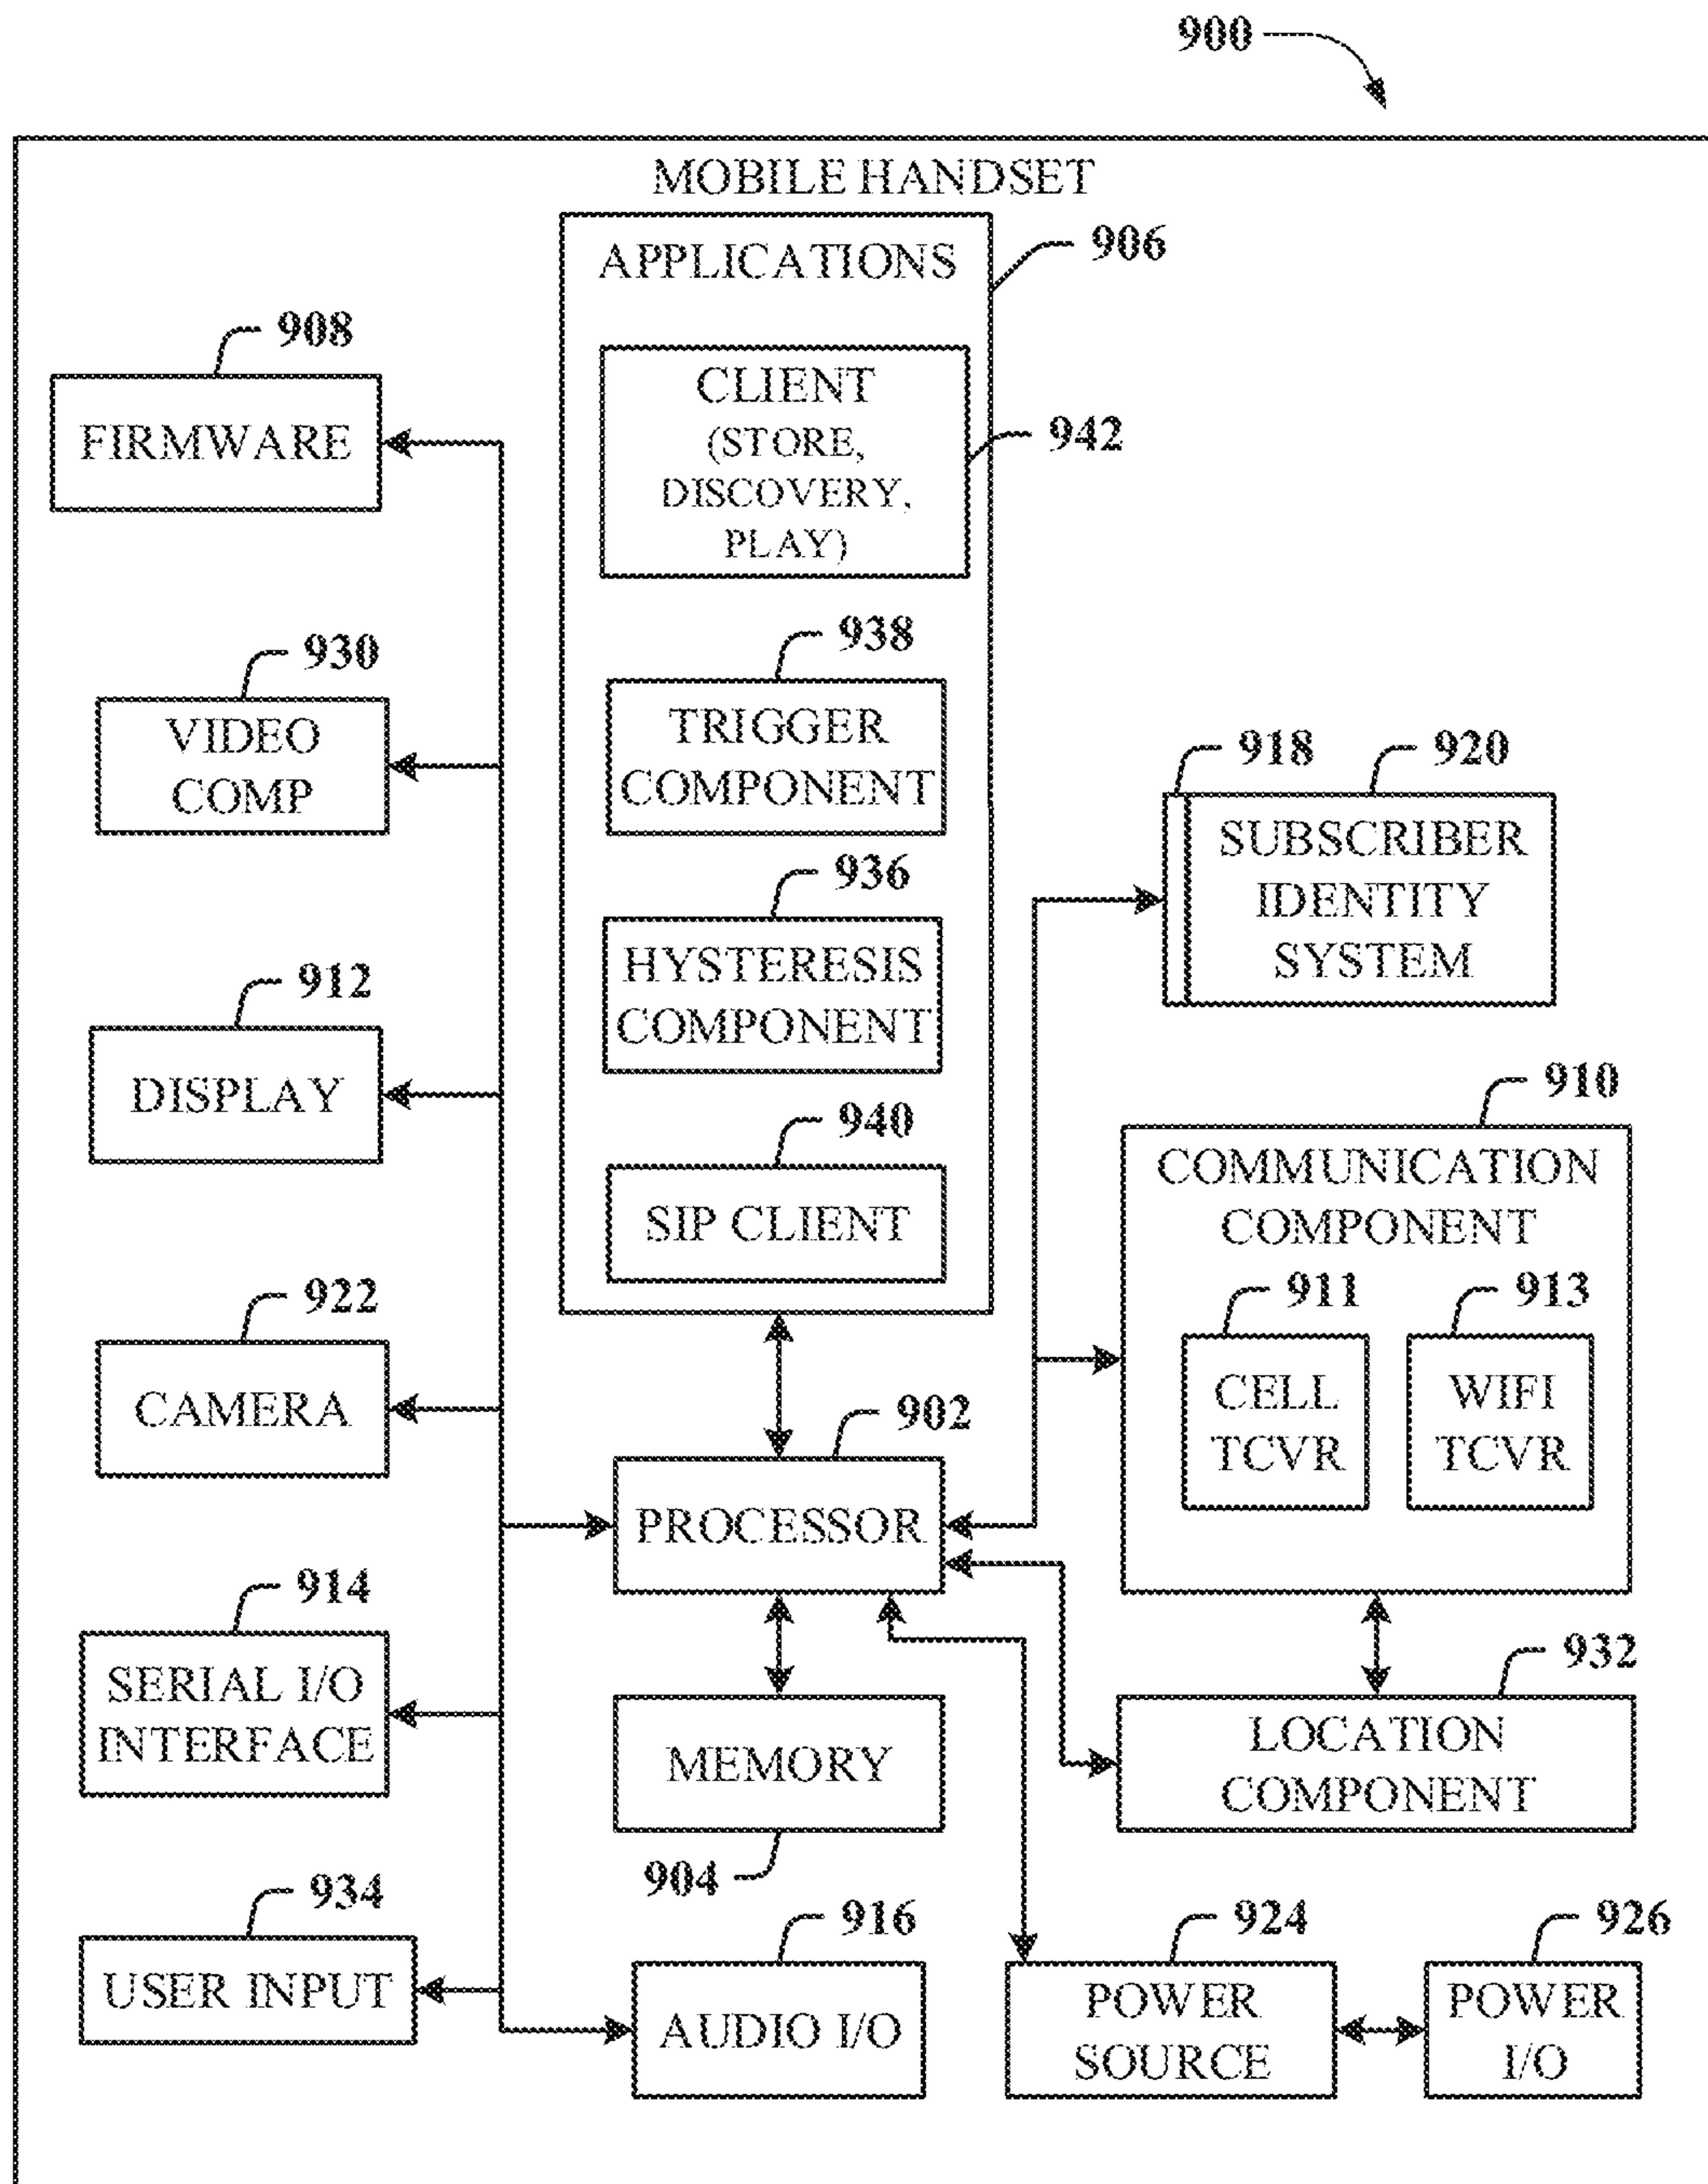 900
MOBILE HANDSET
APPLICATIONS
906
CLIENT
(STORE,
DISCOVERY,
PLAY)
942
938
TRIGGER
COMPONENT
936
HYSTERESIS
COMPONENT
940
SIP CLIENT
908
FIRMWARE
930
VIDEO
COMP
912
DISPLAY
922
CAMERA
914
SERIAL I/O
INTERFACE
934
USER INPUT
902
PROCESSOR
MEMORY
904
916
AUDIO I/O
918
920
SUBSCRIBER
IDENTITY
SYSTEM
910
COMMUNICATION
COMPONENT
911
CELL
TCVR
913
WIFI
TCVR
932
LOCATION
COMPONENT
924
POWER
SOURCE
926
POWER
I/O